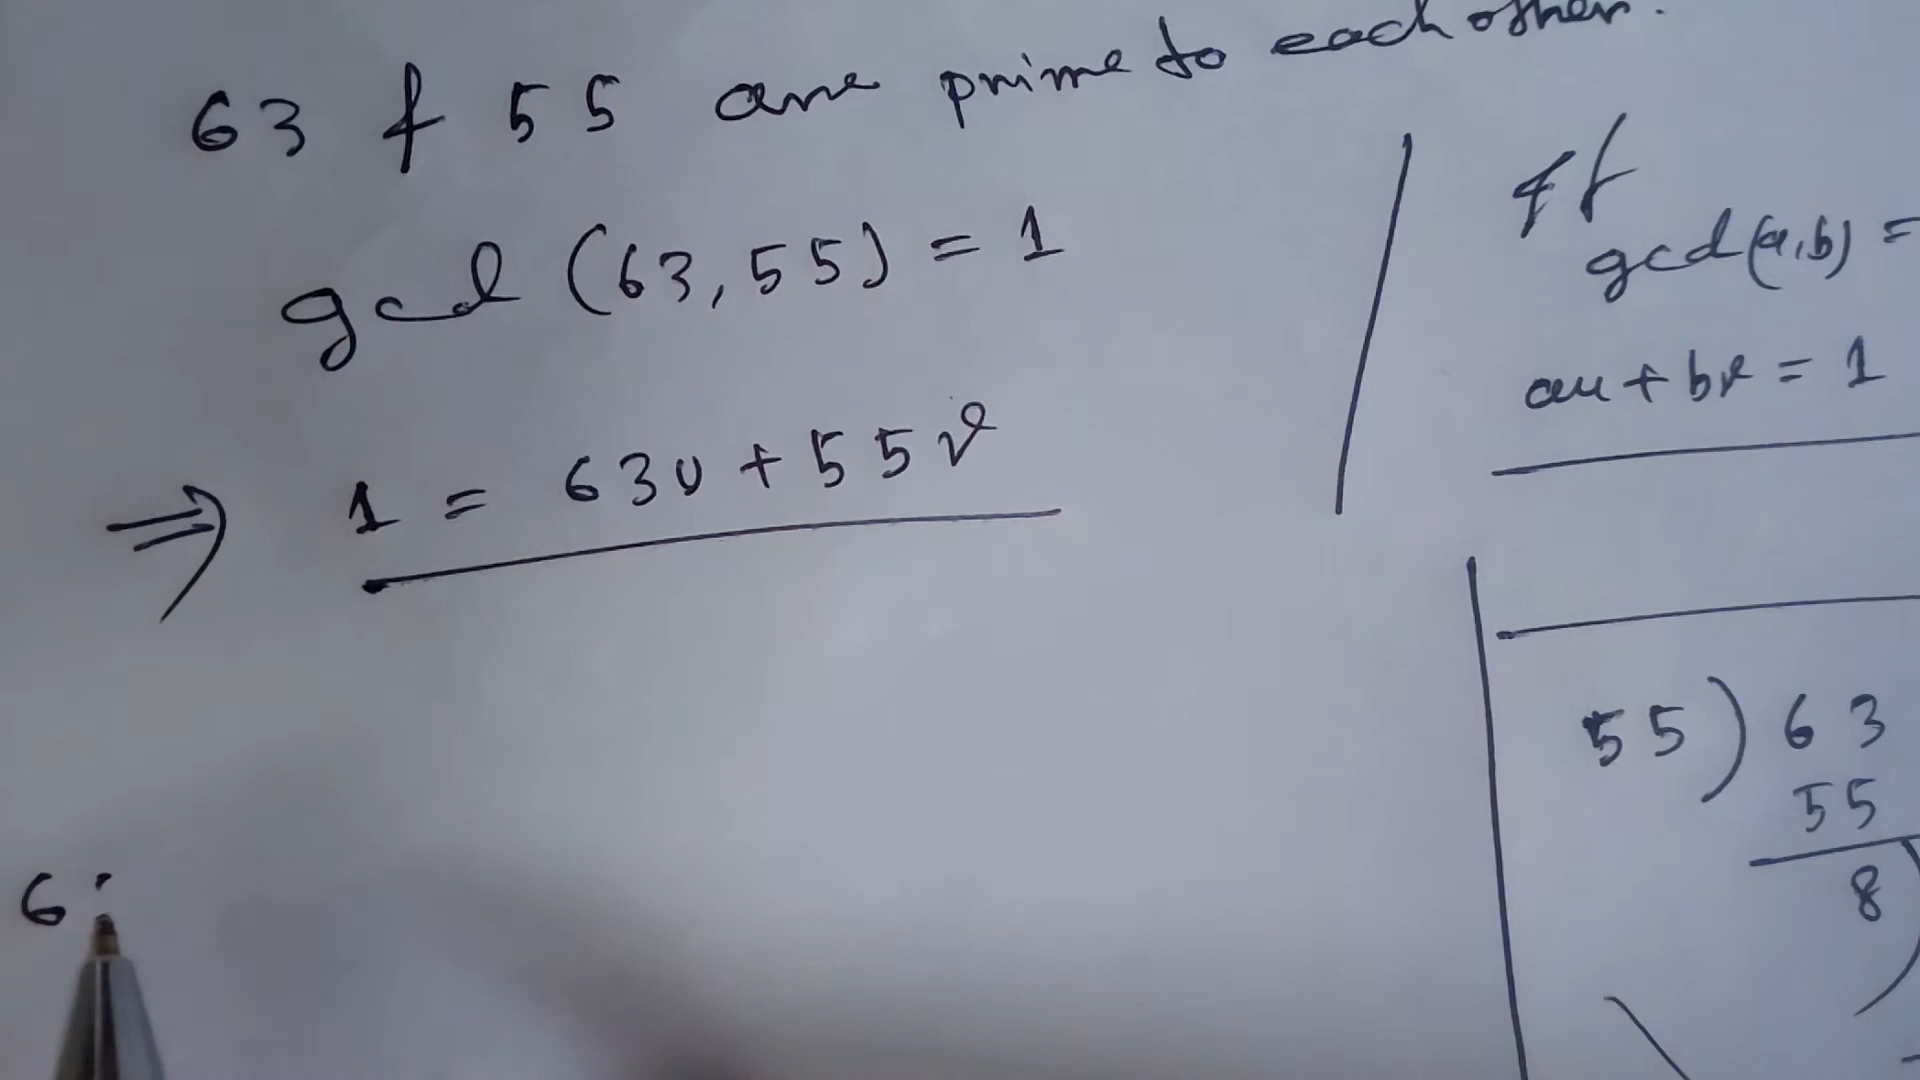 63 & 55 are prime to each other.
gcd (63, 55) = 1
⇒ 1 = 63u + 55v
If
gcd(a,b) =
au + bv = 1
55) 63
55
8
6